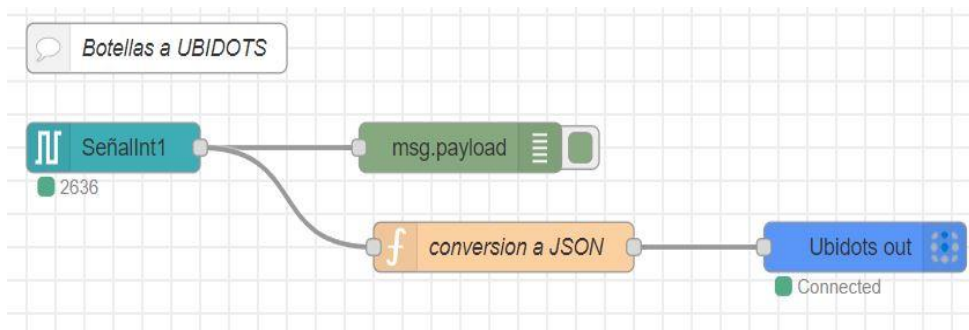 Botellas a UBIDOTS
SeñalInt1
msg.payload
2636
f conversion a JSON
Ubidots out
Connected